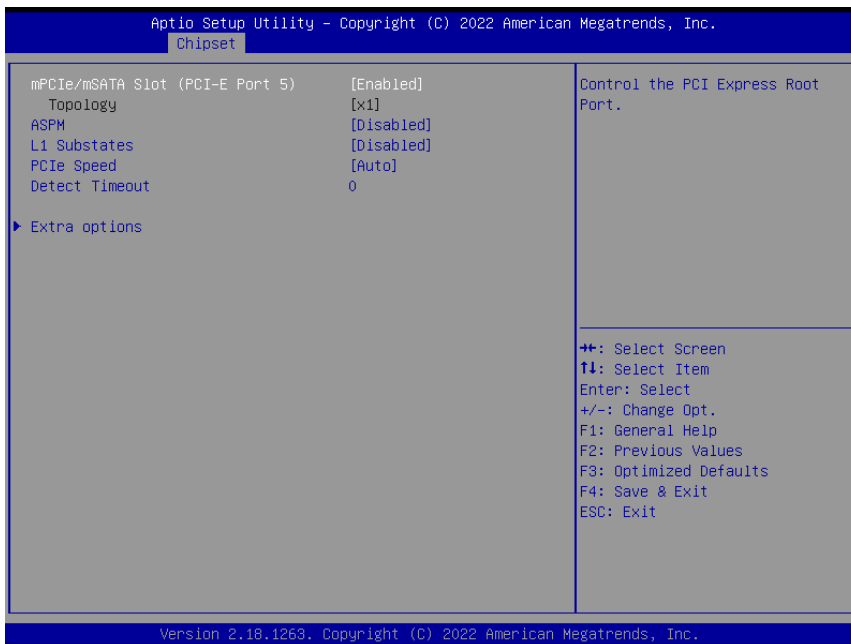 Aptio Setup Utility – Copyright (C) 2022 American Megatrends, Inc.
Chipset
mPCIe/mSATA Slot (PCI-E Port 5) [Enabled]
Topology [x1]
ASPM [Disabled]
L1 Substates [Disabled]
PCIe Speed [Auto]
Detect Timeout 0
▶ Extra options
Control the PCI Express Root
Port.
→←: Select Screen
↑↓: Select Item
Enter: Select
+/-: Change Opt.
F1: General Help
F2: Previous Values
F3: Optimized Defaults
F4: Save & Exit
ESC: Exit
Version 2.18.1263. Copyright (C) 2022 American Megatrends, Inc.